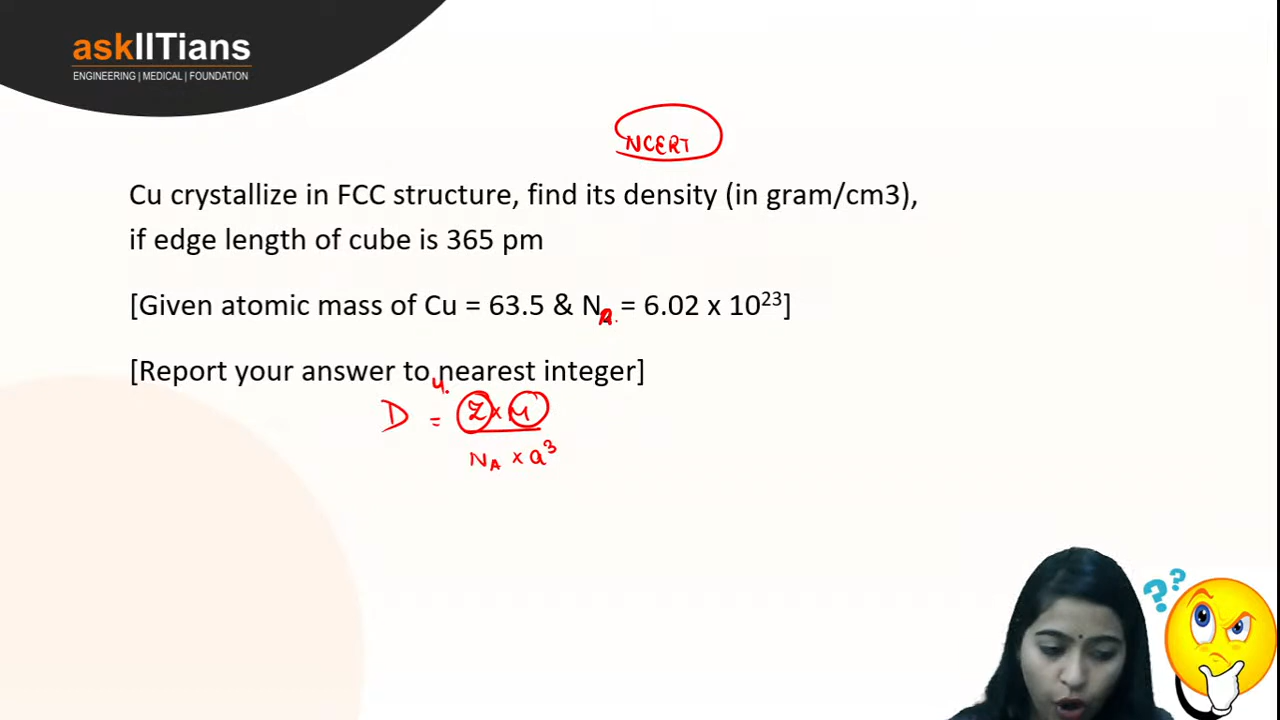 askIITians
ENGINEERING | MEDICAL | FOUNDATION
NCERT
Cu crystallize in FCC structure, find its density (in gram/cm3),
if edge length of cube is 365 pm
[Given atomic mass of Cu = 63.5 & N_A = 6.02 x 10²³]
[Report your answer to nearest integer]
4.
D = Z × M
N_A × a³
? ?